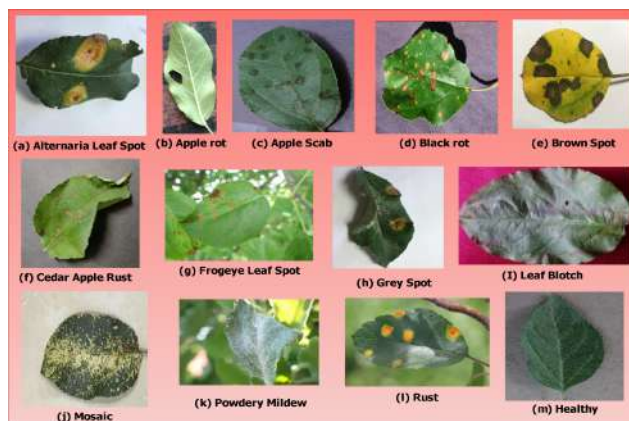 (a) Alternaria Leaf Spot
(b) Apple rot
(c) Apple Scab
(d) Black rot
(e) Brown Spot
(f) Cedar Apple Rust
(g) Frogeye Leaf Spot
(h) Grey Spot
(I) Leaf Blotch
(j) Mosaic
(k) Powdery Mildew
(l) Rust
(m) Healthy